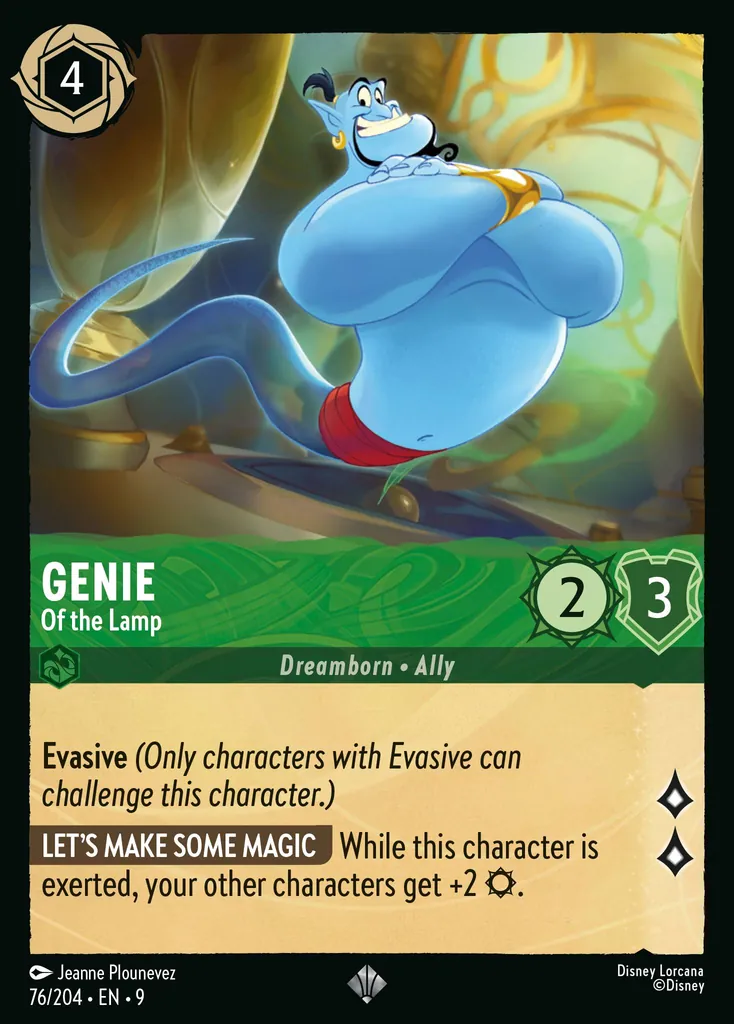 4
GENIE
Of the Lamp
2
3
Dreamborn • Ally
Evasive (Only characters with Evasive can
challenge this character.)
LET'S MAKE SOME MAGIC While this character is
exerted, your other characters get +2 .
Jeanne Plounevez
76/204 • EN • 9
Disney Lorcana
©Disney